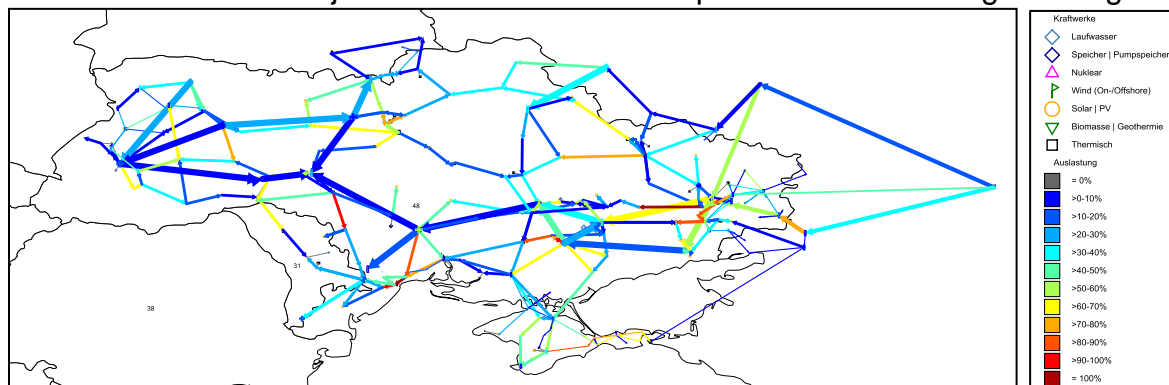 48
31
38
Kraftwerke
Laufwasser
Speicher | Pumpspeicher
Nuklear
Wind (On-/Offshore)
Solar | PV
Biomasse | Geothermie
Thermisch
Auslastung
= 0%
>0-10%
>10-20%
>20-30%
>30-40%
>40-50%
>50-60%
>60-70%
>70-80%
>80-90%
>90-100%
= 100%